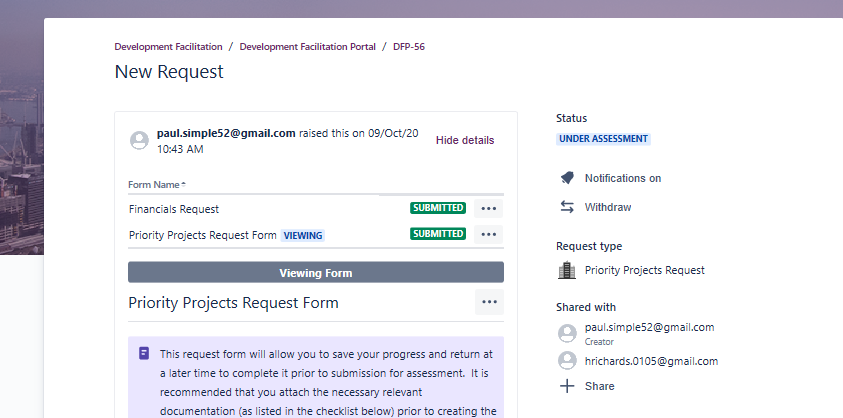 Development Facilitation / Development Facilitation Portal / DFP-56
New Request
paul.simple52@gmail.com raised this on 09/Oct/20
10:43 AM
Hide details
Form Name
Financials Request SUBMITTED
Priority Projects Request Form VIEWING SUBMITTED
Viewing Form
Priority Projects Request Form
This request form will allow you to save your progress and return at
a later time to complete it prior to submission for assessment. It is
recommended that you attach the necessary relevant
documentation (as listed in the checklist below) prior to creating the
Status
UNDER ASSESSMENT
Notifications on
Withdraw
Request type
Priority Projects Request
Shared with
paul.simple52@gmail.com
Creator
hrichards.0105@gmail.com
Share